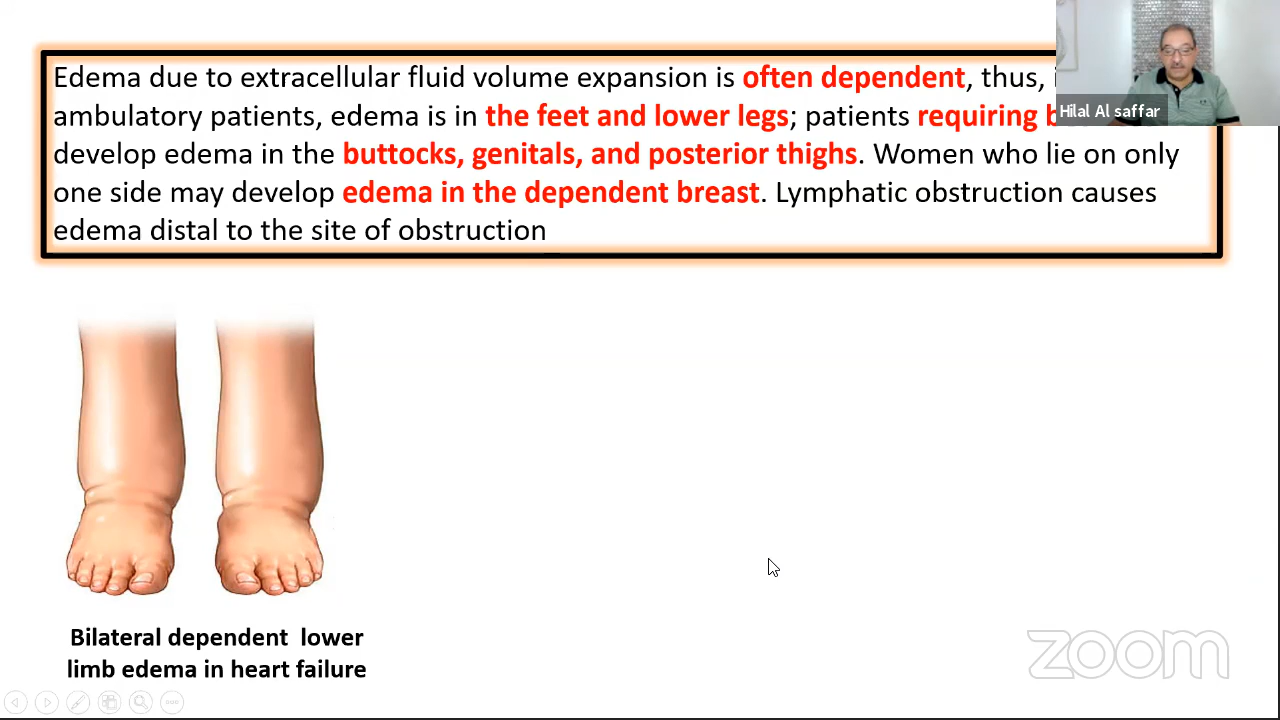 Edema due to extracellular fluid volume expansion is often dependent, thus,
Hilal Al saffar
ambulatory patients, edema is in the feet and lower legs; patients requiring
develop edema in the buttocks, genitals, and posterior thighs. Women who lie on only
one side may develop edema in the dependent breast. Lymphatic obstruction causes
edema distal to the site of obstruction
Bilateral dependent lower
limb edema in heart failure
zoom